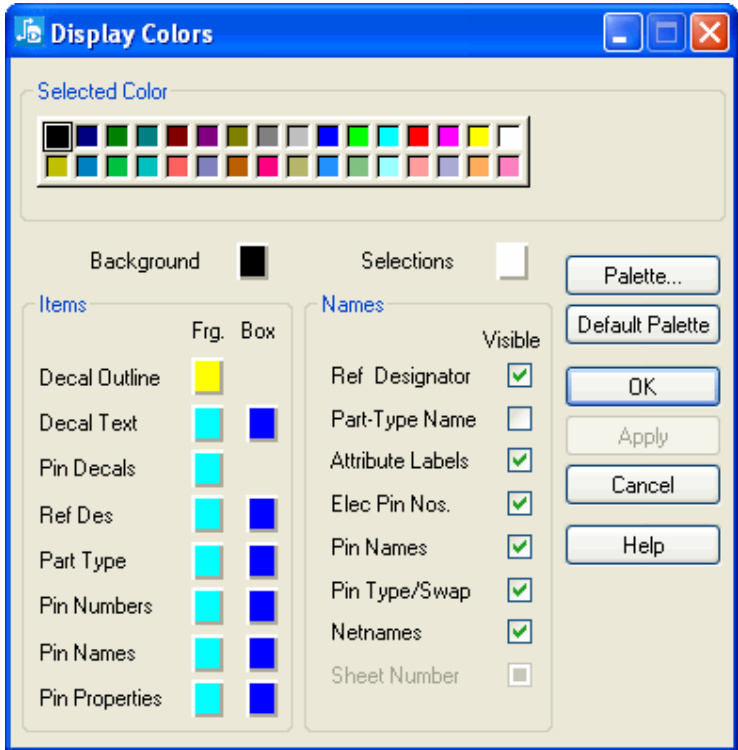 Display Colors
Selected Color
Background
Selections
Palette...
Default Palette
OK
Apply
Cancel
Help
Items
Frg. Box
Decal Outline
Decal Text
Pin Decals
Ref Des
Part Type
Pin Numbers
Pin Names
Pin Properties
Names
Visible
Ref Designator
Part-Type Name
Attribute Labels
Elec Pin Nos.
Pin Names
Pin Type/Swap
Netnames
Sheet Number